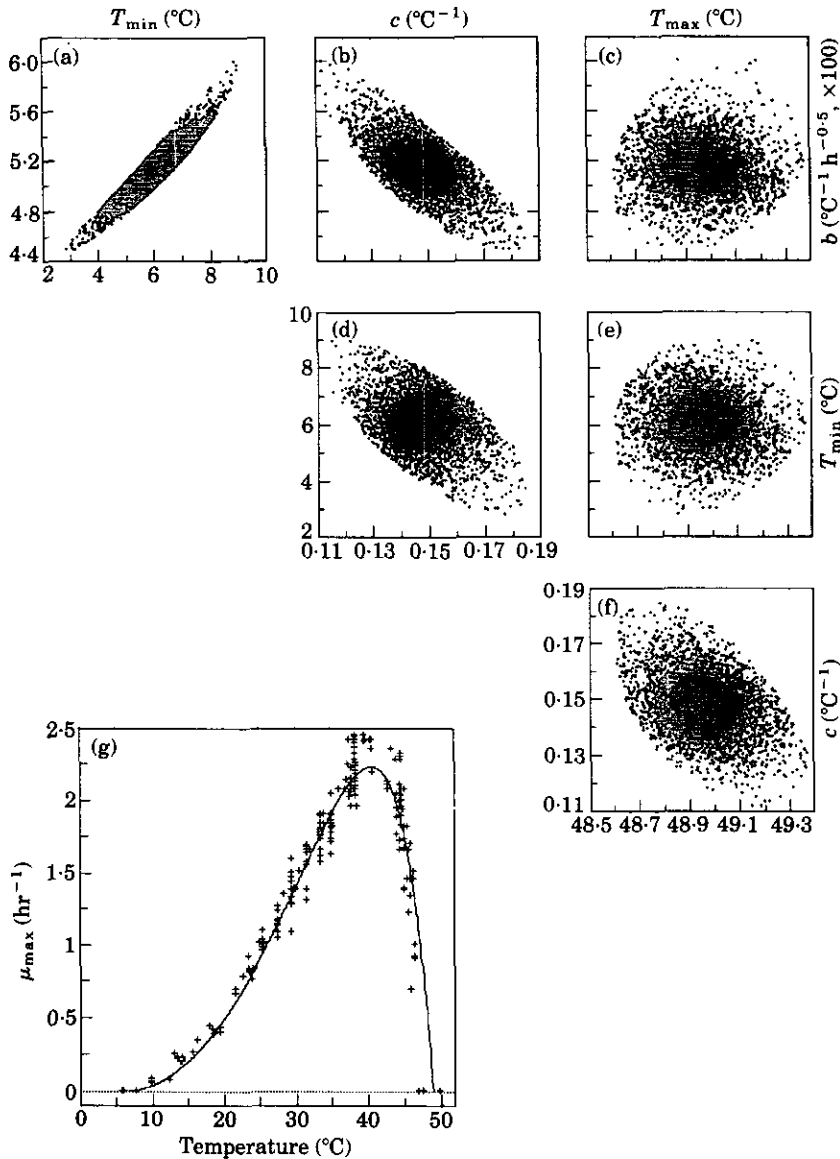 T_min (°C) c (°C⁻¹) T_max (°C)
(a) (b) (c)
6·0
5·6
5·2
4·8
4·4
2 4 6 8 10
b (°C⁻¹ h⁻⁰·⁵, ×100)
(d) (e)
10
8
6
4
2
0·11 0·13 0·15 0·17 0·19
T_min (°C)
(f)
0·19
0·17
0·15
0·13
0·11
48·5 48·7 48·9 49·1 49·3
c (°C⁻¹)
(g)
2·5
2
1·5
1
0·5
0
μ_max (hr⁻¹)
0 10 20 30 40 50
Temperature (°C)